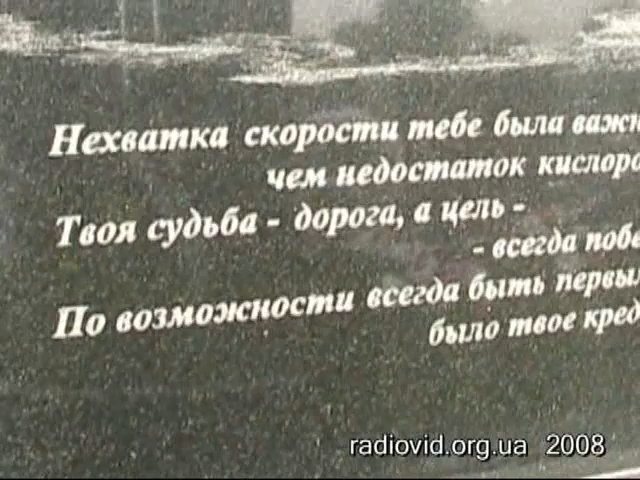 Нехватка скорости тебе была важн
чем недостаток кислоро
Твоя судьба - дорога, а цель -
- всегда побе
По возможности всегда быть первы
было твое кред
radiovid.org.ua 2008